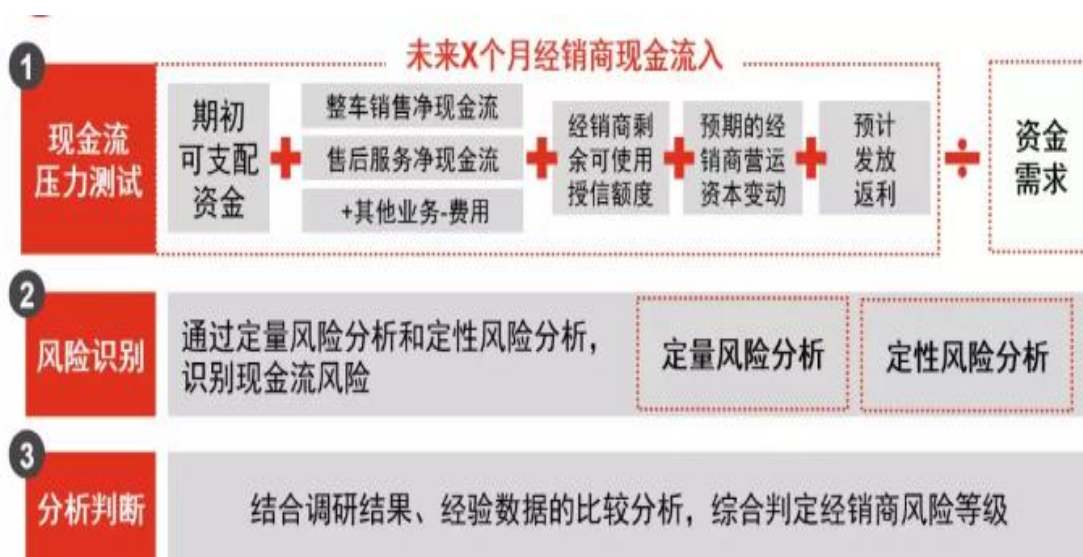 1
未来X个月经销商现金流入
现金流
压力测试
期初
可支配
资金
+
整车销售净现金流
售后服务净现金流
+其他业务-费用
+
经销商剩
余可使用
授信额度
+
预期的经
销商营运
资本变动
+
预计
发放
返利
÷
资金
需求
2
风险识别
通过定量风险分析和定性风险分析，
识别现金流风险
定量风险分析
定性风险分析
3
分析判断
结合调研结果、经验数据的比较分析，综合判定经销商风险等级